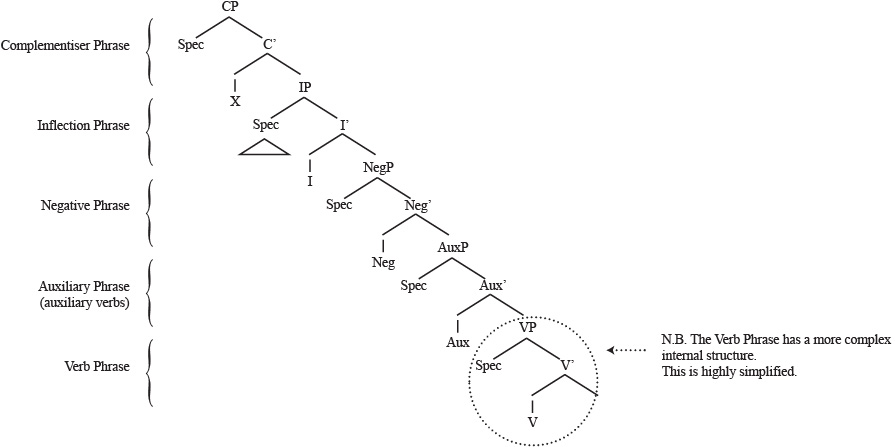 CP
Complementiser Phrase
Spec
C’
X
IP
Inflection Phrase
Spec
I’
I
NegP
Negative Phrase
Spec
Neg’
Neg
AuxP
Auxiliary Phrase
(auxiliary verbs)
Spec
Aux’
Aux
VP
Verb Phrase
Spec
V’
V
N.B. The Verb Phrase has a more complex
internal structure.
This is highly simplified.